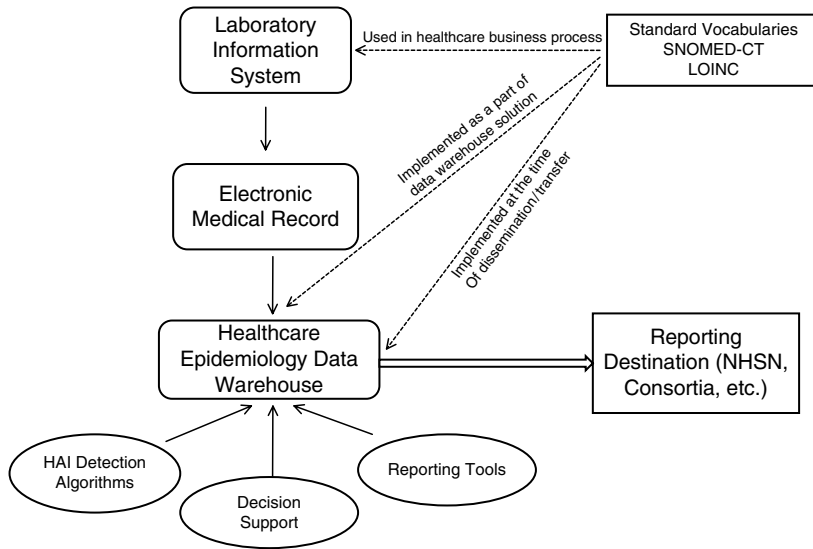 Laboratory
Information
System
Used in healthcare business process
Standard Vocabularies
SNOMED-CT
LOINC
Implemented as a part of
data warehouse solution
Implemented at the time
Of dissemination/transfer
Electronic
Medical Record
Healthcare
Epidemiology Data
Warehouse
Reporting
Destination (NHSN,
Consortia, etc.)
HAI Detection
Algorithms
Decision
Support
Reporting Tools